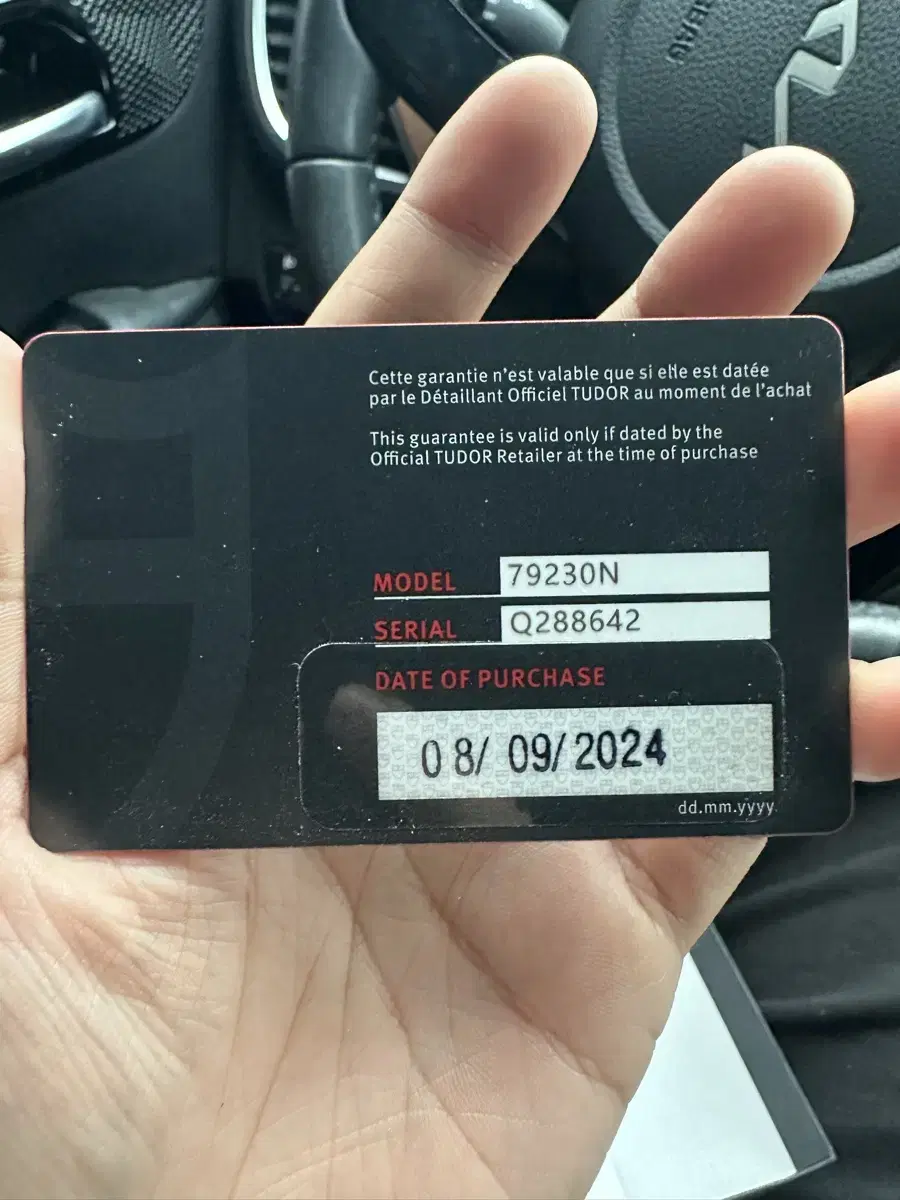 Cette garantie n'est valable que si elle est datée
par le Détaillant Officiel TUDOR au moment de l'achat
This guarantee is valid only if dated by the
Official TUDOR Retailer at the time of purchase
MODEL 79230N
SERIAL Q288642
DATE OF PURCHASE
08/ 09/ 2024
dd.mm.yyyy